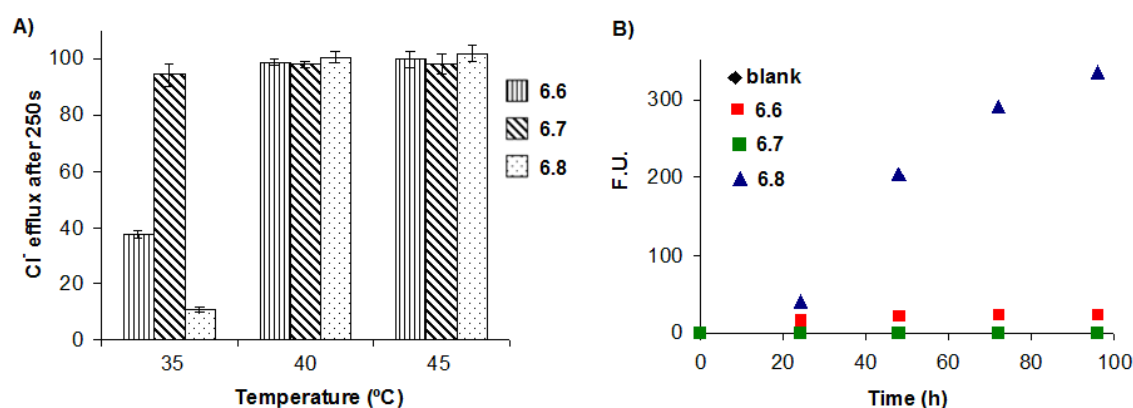 A)
Cl⁻ efflux after 250s
100
80
60
40
20
0
35 40 45
Temperature (ºC)
6.6
6.7
6.8
B)
F.U.
300
200
100
0
0 20 40 60 80 100
Time (h)
blank
6.6
6.7
6.8